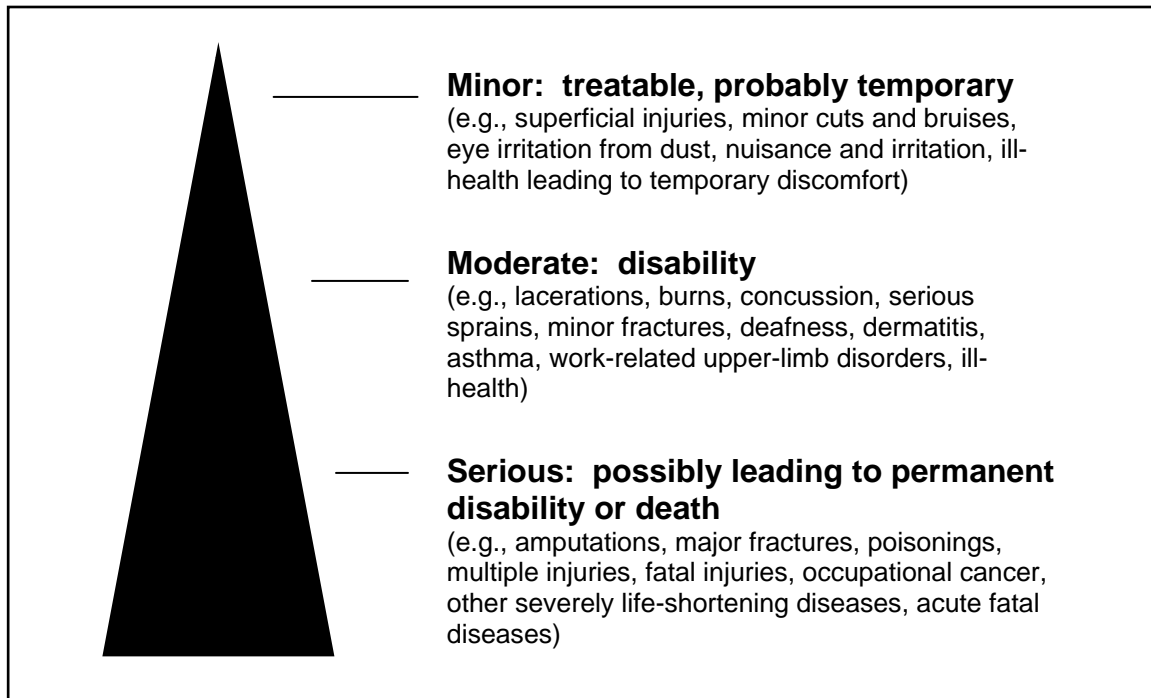 Minor:  treatable, probably temporary
(e.g., superficial injuries, minor cuts and bruises,
eye irritation from dust, nuisance and irritation, ill-
health leading to temporary discomfort)
Moderate:  disability
(e.g., lacerations, burns, concussion, serious
sprains, minor fractures, deafness, dermatitis,
asthma, work-related upper-limb disorders, ill-
health)
Serious:  possibly leading to permanent
disability or death
(e.g., amputations, major fractures, poisonings,
multiple injuries, fatal injuries, occupational cancer,
other severely life-shortening diseases, acute fatal
diseases)